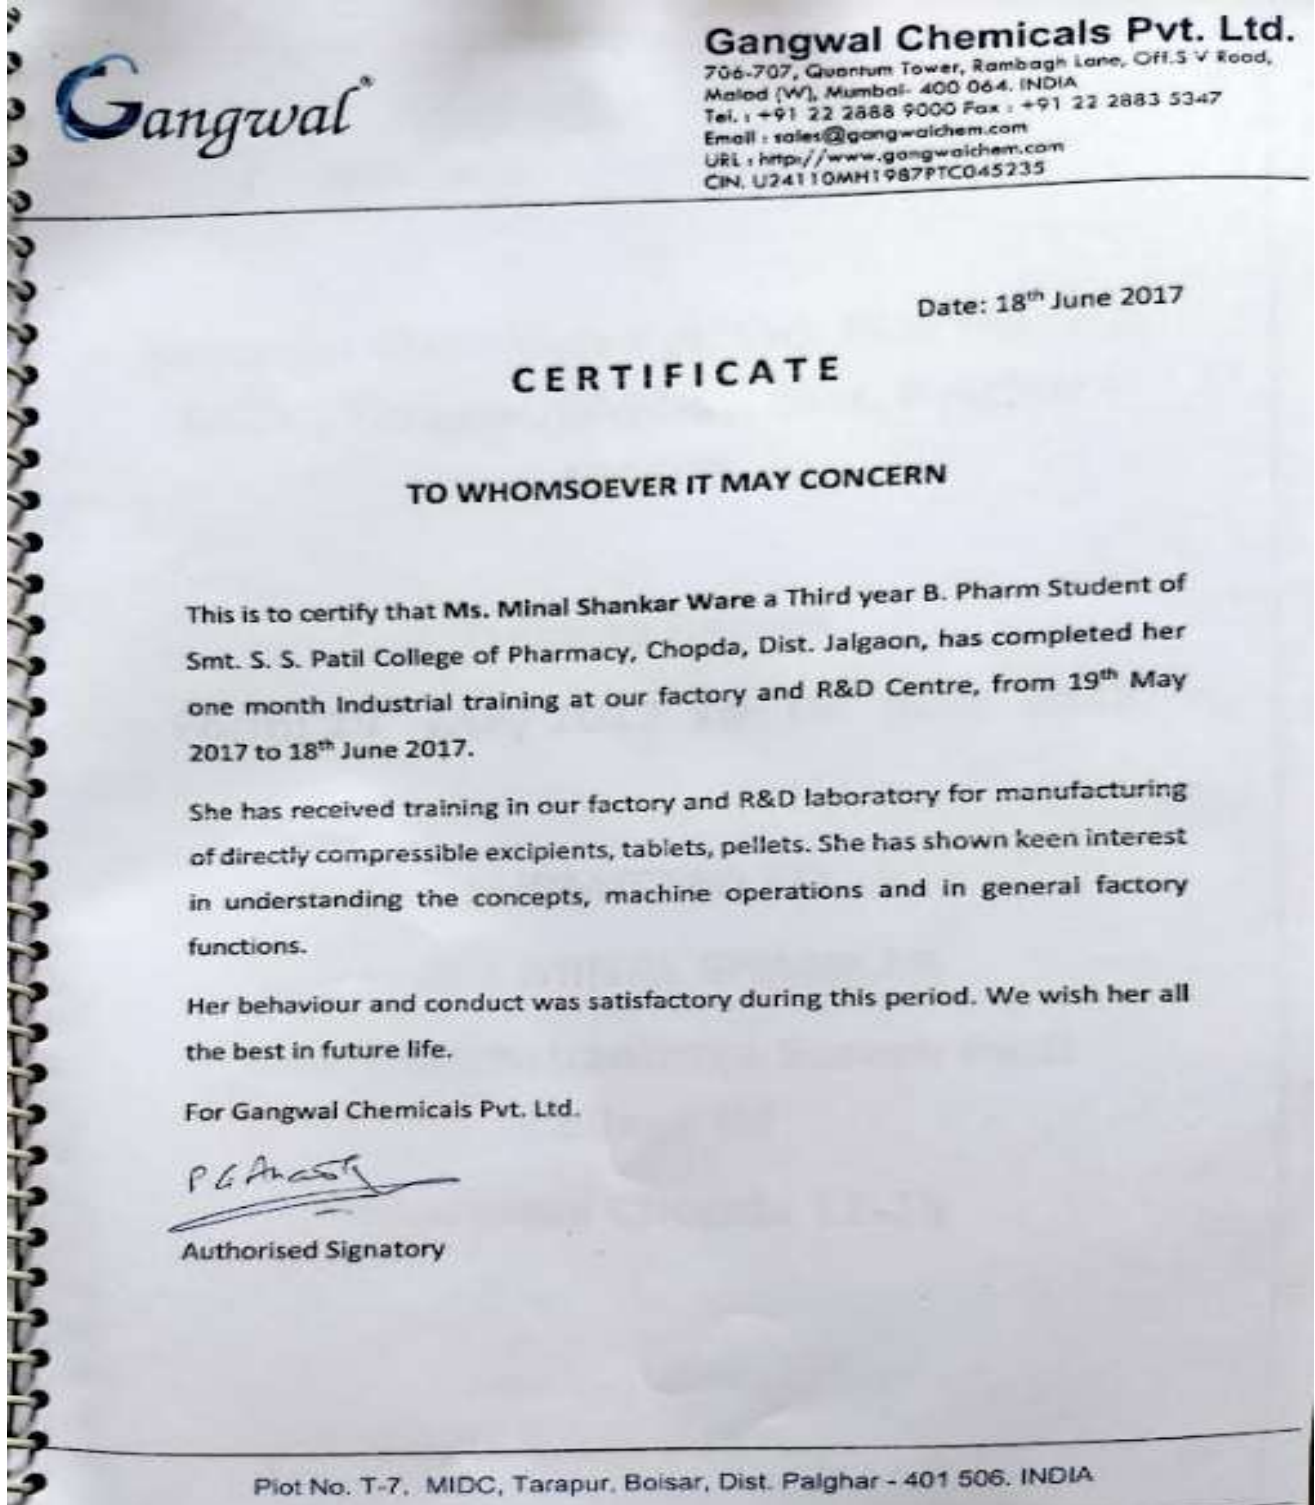 Gangwal®
Gangwal Chemicals Pvt. Ltd.
706-707, Quantum Tower, Rambagh Lane, Off.S V Road,
Malad (W), Mumbai- 400 064. INDIA
Tel. : +91 22 2888 9000 Fax : +91 22 2883 5347
Email : sales@gangwalchem.com
URL : http://www.gangwalchem.com
CIN. U24110MH1987PTC045235
Date: 18th June 2017
CERTIFICATE
TO WHOMSOEVER IT MAY CONCERN
This is to certify that Ms. Minal Shankar Ware a Third year B. Pharm Student of
Smt. S. S. Patil College of Pharmacy, Chopda, Dist. Jalgaon, has completed her
one month Industrial training at our factory and R&D Centre, from 19th May
2017 to 18th June 2017.
She has received training in our factory and R&D laboratory for manufacturing
of directly compressible excipients, tablets, pellets. She has shown keen interest
in understanding the concepts, machine operations and in general factory
functions.
Her behaviour and conduct was satisfactory during this period. We wish her all
the best in future life.
For Gangwal Chemicals Pvt. Ltd.
Authorised Signatory
Plot No. T-7, MIDC, Tarapur, Boisar, Dist. Palghar - 401 506. INDIA